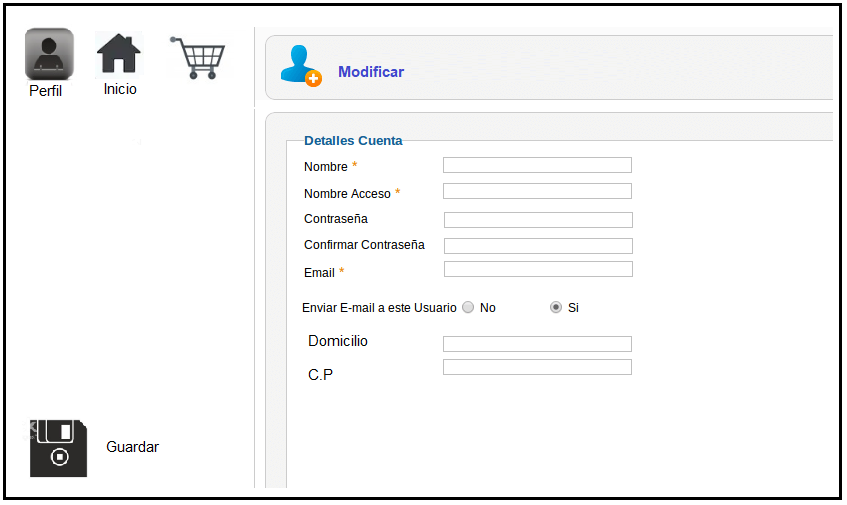 Perfil
Inicio
Modificar
Detalles Cuenta
Nombre *
Nombre Acceso *
Contraseña
Confirmar Contraseña
Email *
Enviar E-mail a este Usuario No Si
Domicilio
C.P
Guardar